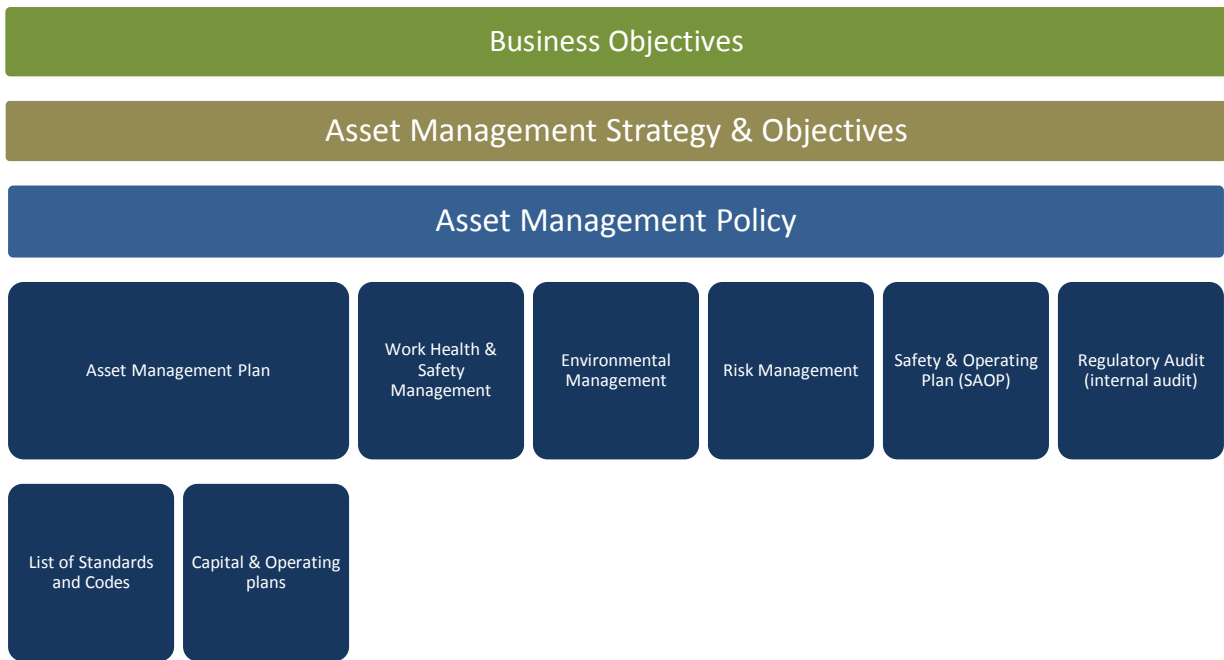 Business Objectives
Asset Management Strategy & Objectives
Asset Management Policy
Asset Management Plan
Work Health &
Safety
Management
Environmental
Management
Risk Management
Safety & Operating
Plan (SAOP)
Regulatory Audit
(internal audit)
List of Standards
and Codes
Capital & Operating
plans